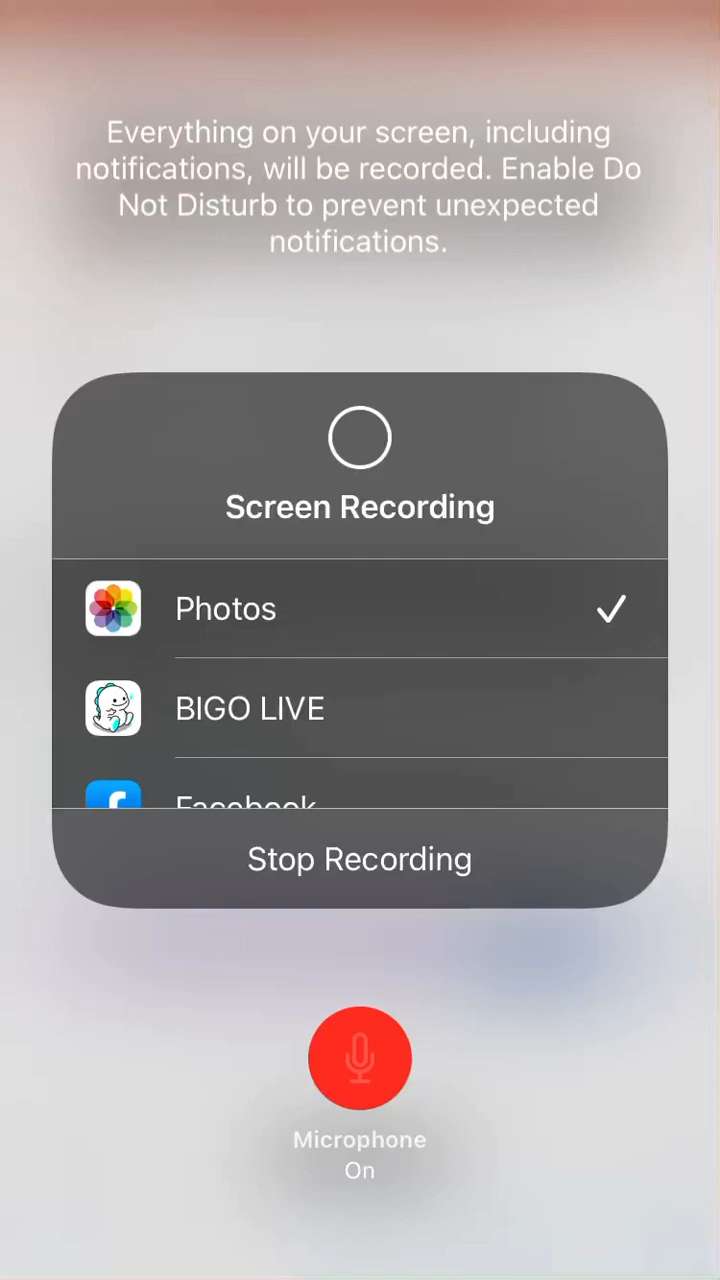 Everything on your screen, including
notifications, will be recorded. Enable Do
Not Disturb to prevent unexpected
notifications.
Screen Recording
Photos
BIGO LIVE
Facebook
Stop Recording
Microphone
On